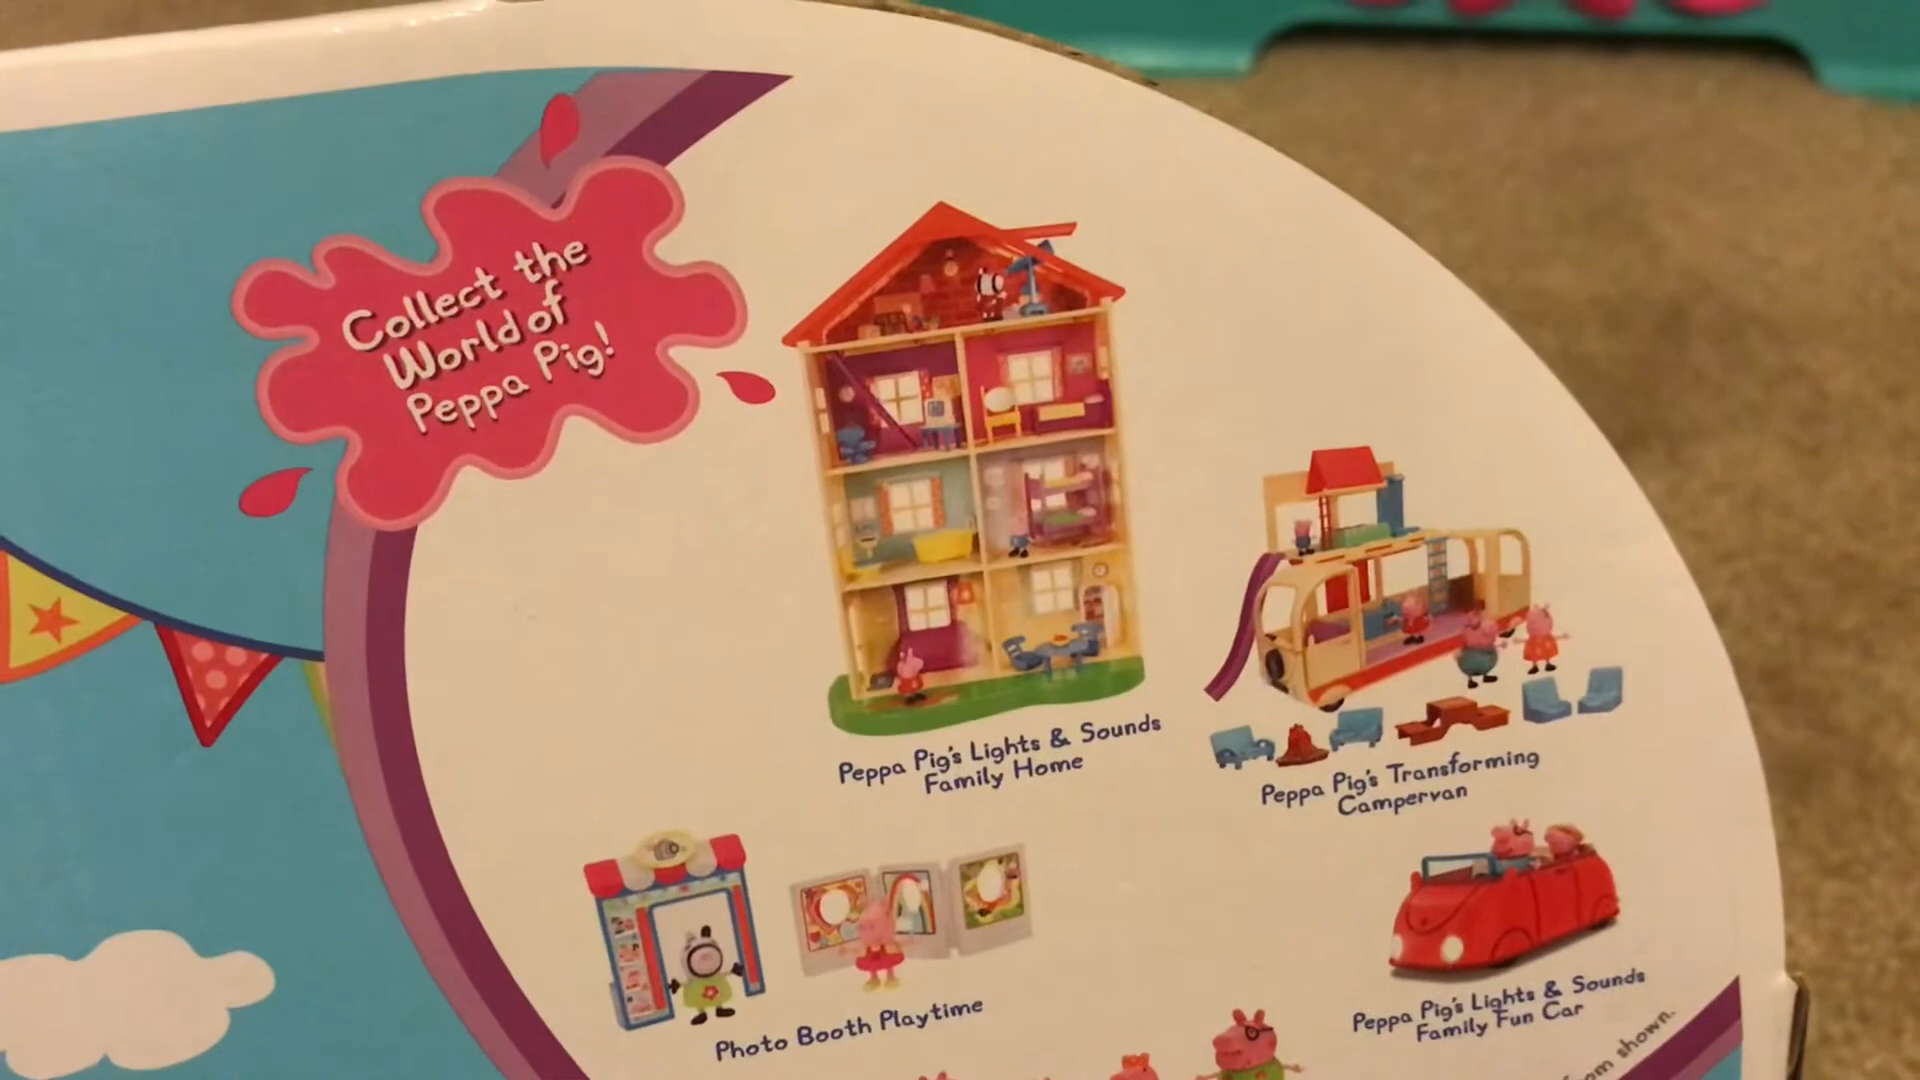 Collect the
World of
Peppa Pig!
Peppa Pig's Lights & Sounds
Family Home
Peppa Pig's Transforming
Campervan
Photo Booth Playtime
Peppa Pig's Lights & Sounds
Family Fun Car
shown.